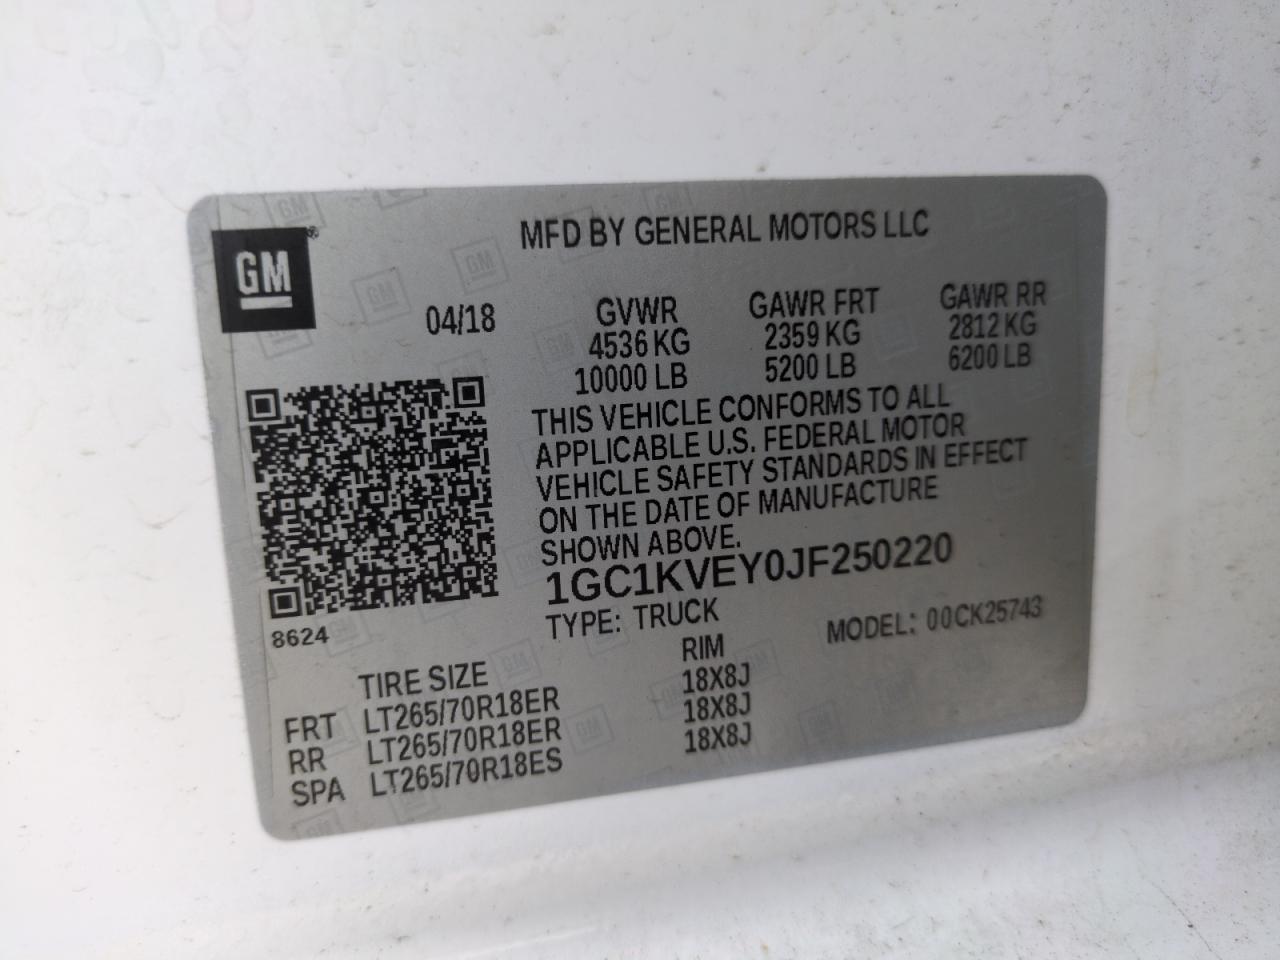 GM
MFD BY GENERAL MOTORS LLC
04/18 GVWR GAWR FRT GAWR RR
4536 KG 2359 KG 2812 KG
10000 LB 5200 LB 6200 LB
THIS VEHICLE CONFORMS TO ALL
APPLICABLE U.S. FEDERAL MOTOR
VEHICLE SAFETY STANDARDS IN EFFECT
ON THE DATE OF MANUFACTURE
SHOWN ABOVE.
1GC1KVEY0JF250220
8624 TYPE: TRUCK MODEL: 00CK25743
TIRE SIZE RIM
FRT LT265/70R18ER 18X8J
RR LT265/70R18ER 18X8J
SPA LT265/70R18ES 18X8J